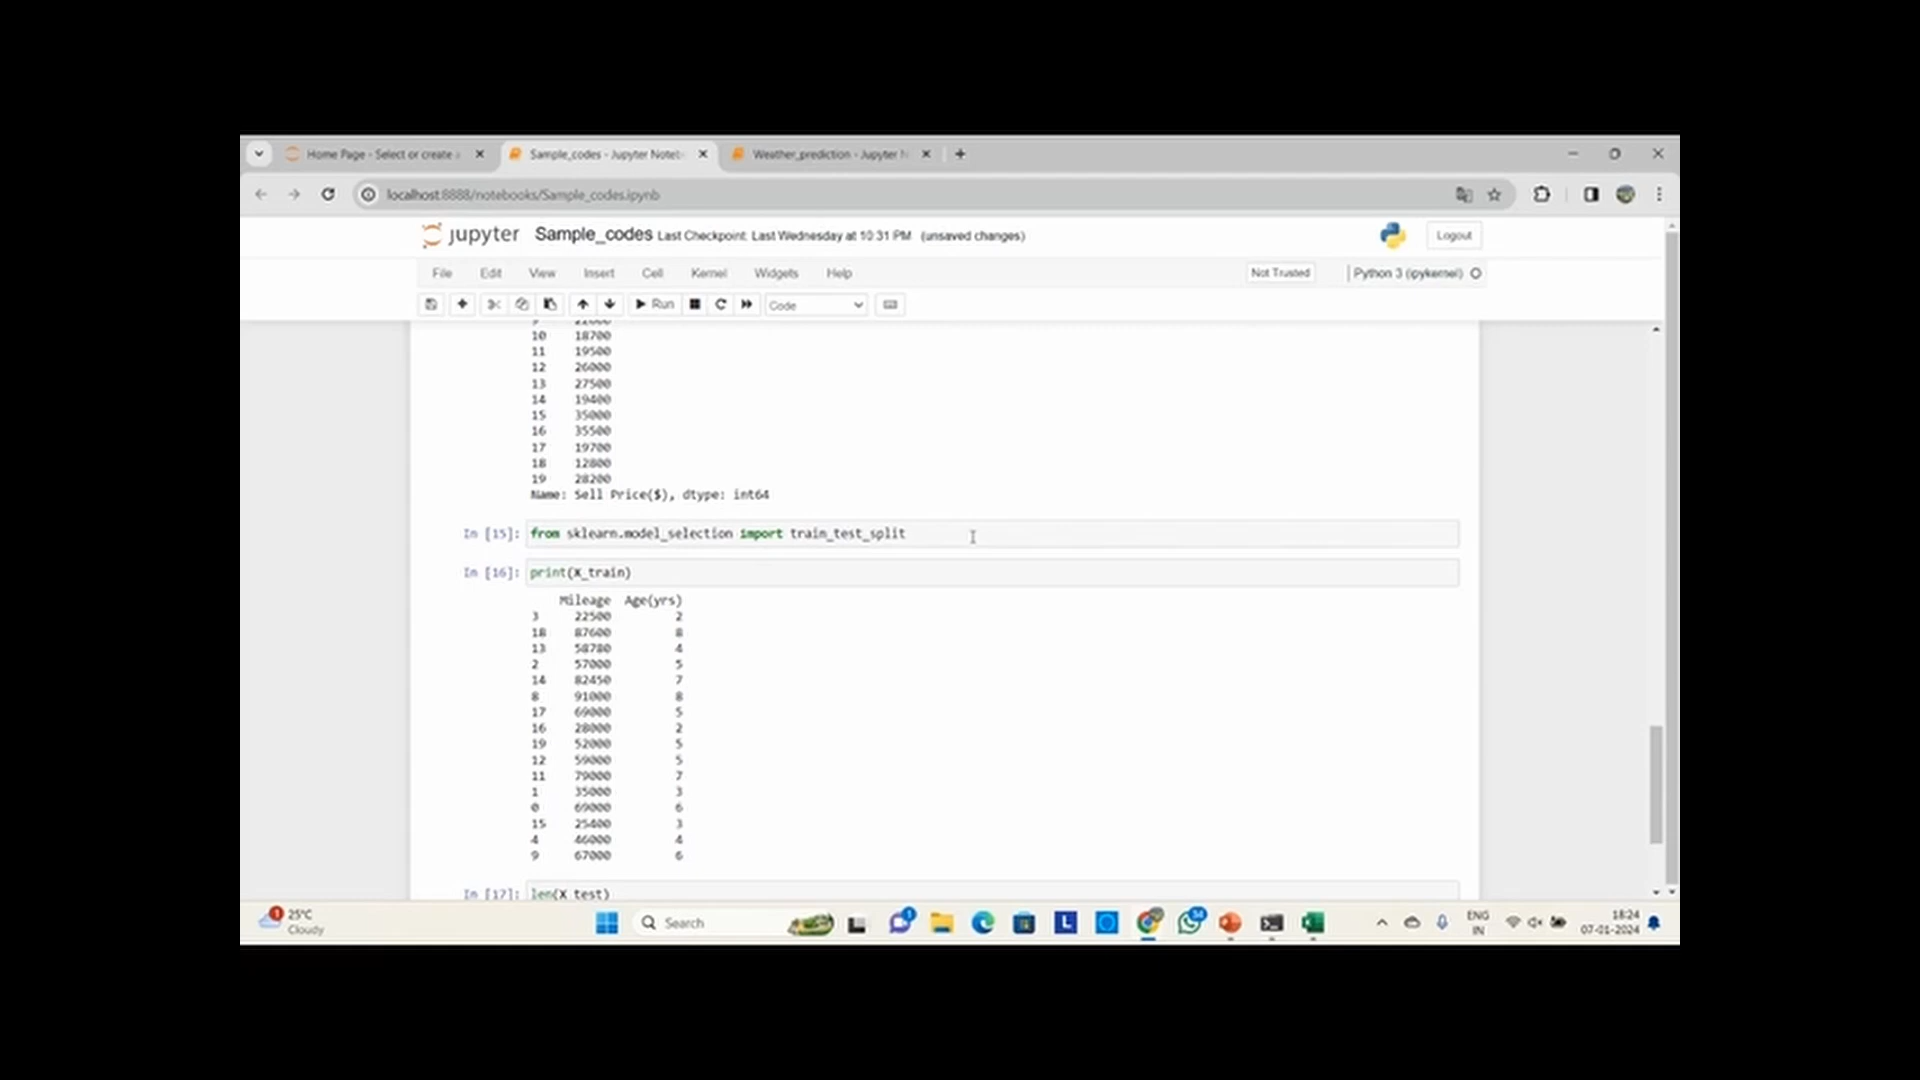 Home Page - Select or create a
Sample_codes - Jupyter Noteb
Weather_prediction - Jupyter N
localhost:8888/notebooks/Sample_codes.ipynb
jupyter Sample_codes Last Checkpoint: Last Wednesday at 10:31 PM (unsaved changes)
Logout
File Edit View Insert Cell Kernel Widgets Help
Not Trusted
Python 3 (ipykernel)
Run
Code
10 18700
11 19500
12 26000
13 27500
14 19400
15 35000
16 35500
17 19700
18 12800
19 28200
Name: Sell Price($), dtype: int64
In [15]: from sklearn.model_selection import train_test_split
In [16]: print(X_train)
Mileage Age(yrs)
3 22500 2
18 87600 8
13 58780 4
2 57000 5
14 82450 7
8 91000 8
17 69000 5
16 28000 2
19 52000 5
12 59000 5
11 79000 7
1 35000 3
0 69000 6
15 25400 3
4 46000 4
9 67000 6
In [17]: len(X_test)
1
25°C
Cloudy
Search
1
34
ENG
IN
18:24
07-01-2024